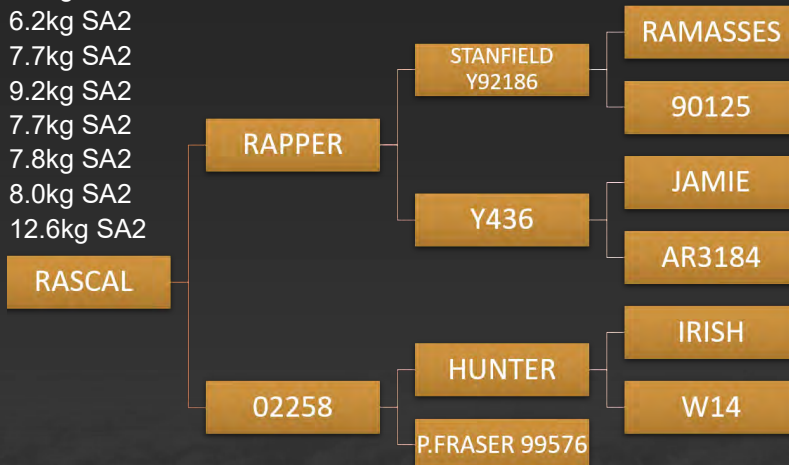 6.2kg SA2
7.7kg SA2
9.2kg SA2
7.7kg SA2
7.8kg SA2
8.0kg SA2
12.6kg SA2
RASCAL
RAPPER
02258
STANFIELD
Y92186
Y436
HUNTER
P.FRASER 99576
RAMASSES
90125
JAMIE
AR3184
IRISH
W14